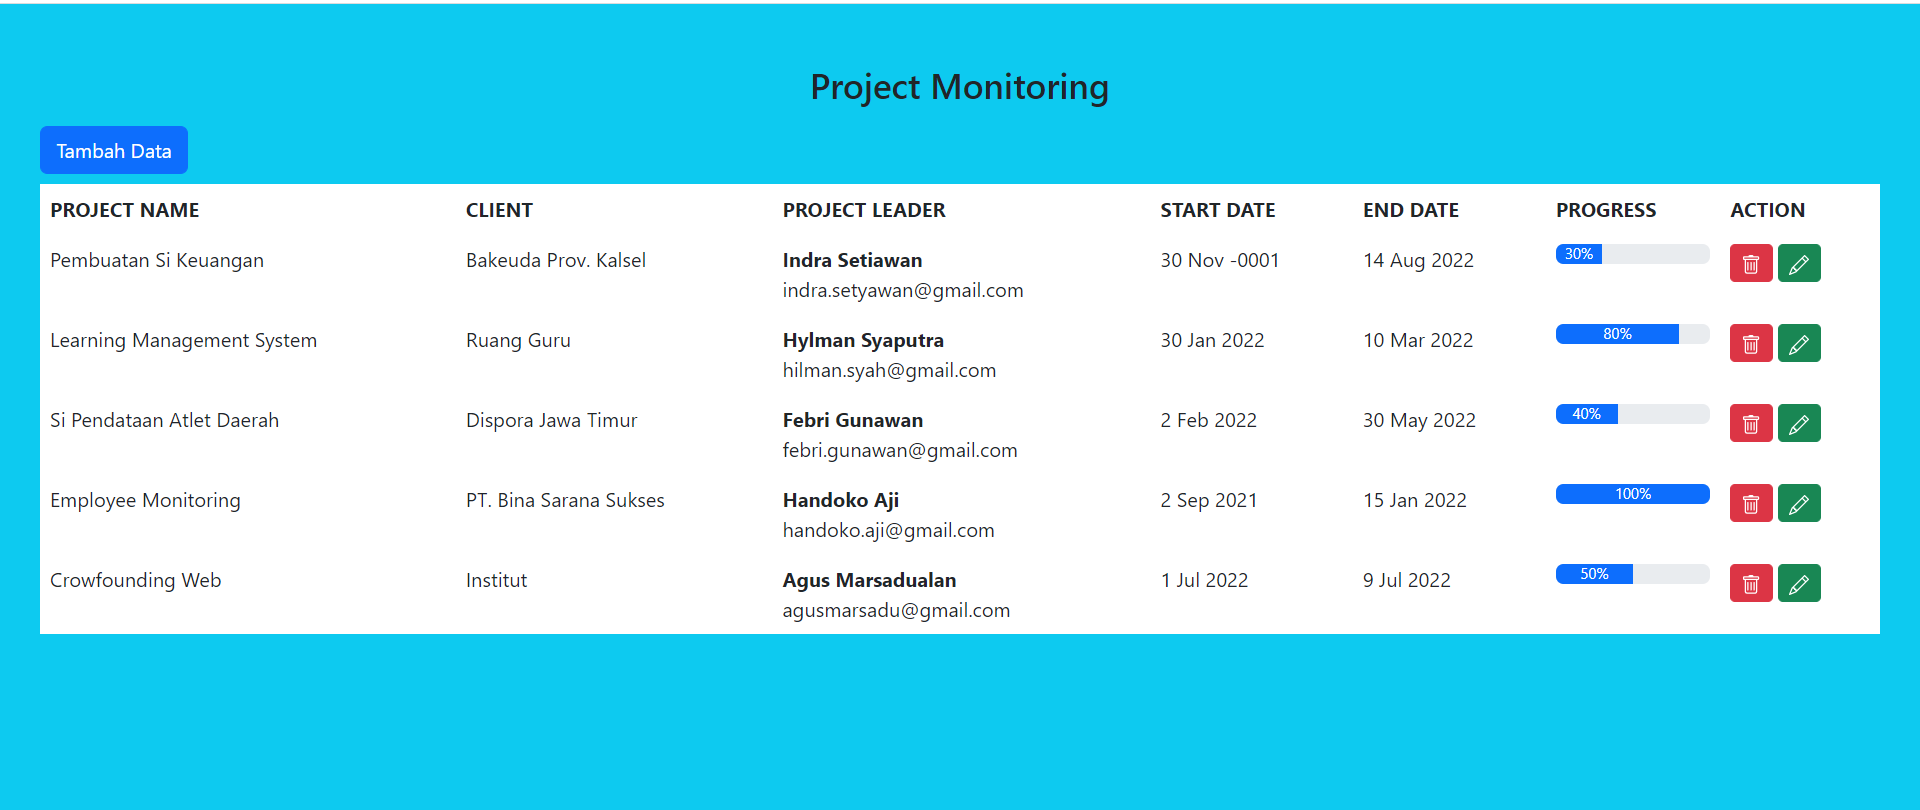 Project Monitoring
Tambah Data
PROJECT NAME CLIENT PROJECT LEADER START DATE END DATE PROGRESS ACTION
Pembuatan Si Keuangan Bakeuda Prov. Kalsel Indra Setiawan 30 Nov -0001 14 Aug 2022 30%
indra.setyawan@gmail.com
Learning Management System Ruang Guru Hylman Syaputra 30 Jan 2022 10 Mar 2022 80%
hilman.syah@gmail.com
Si Pendataan Atlet Daerah Dispora Jawa Timur Febri Gunawan 2 Feb 2022 30 May 2022 40%
febri.gunawan@gmail.com
Employee Monitoring PT. Bina Sarana Sukses Handoko Aji 2 Sep 2021 15 Jan 2022 100%
handoko.aji@gmail.com
Crowfounding Web Institut Agus Marsadualan 1 Jul 2022 9 Jul 2022 50%
agusmarsadu@gmail.com